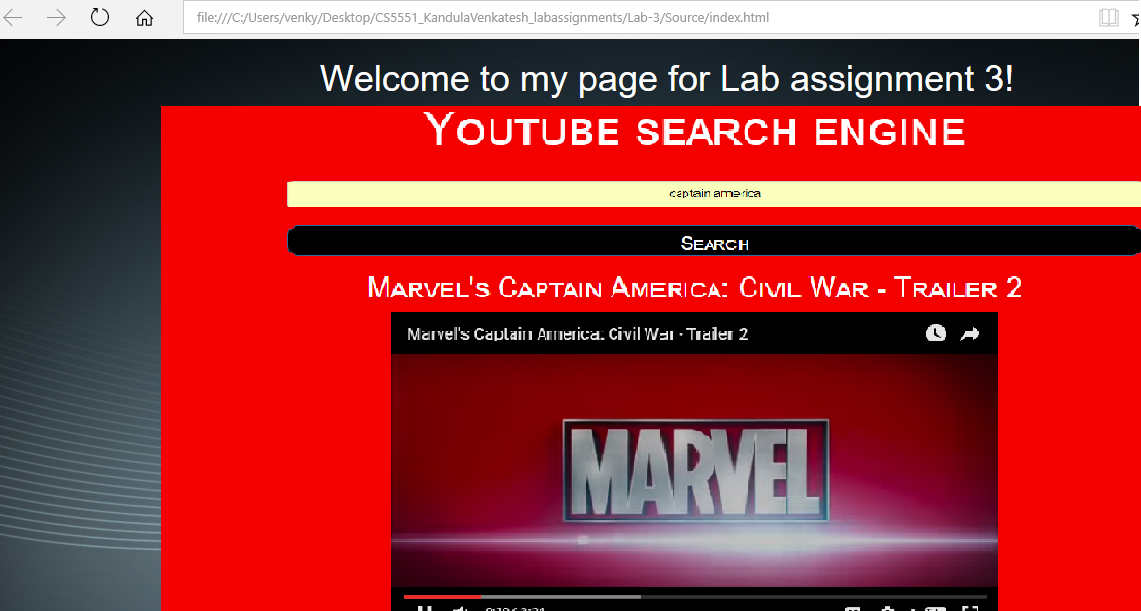 file:///C:/Users/venky/Desktop/CS5551_KandulaVenkatesh_labassignments/Lab-3/Source/index.html
Welcome to my page for Lab assignment 3!
YOUTUBE SEARCH ENGINE
captain america
SEARCH
MARVEL'S CAPTAIN AMERICA: CIVIL WAR - TRAILER 2
Marvel's Captain America: Civil War - Trailer 2
MARVEL